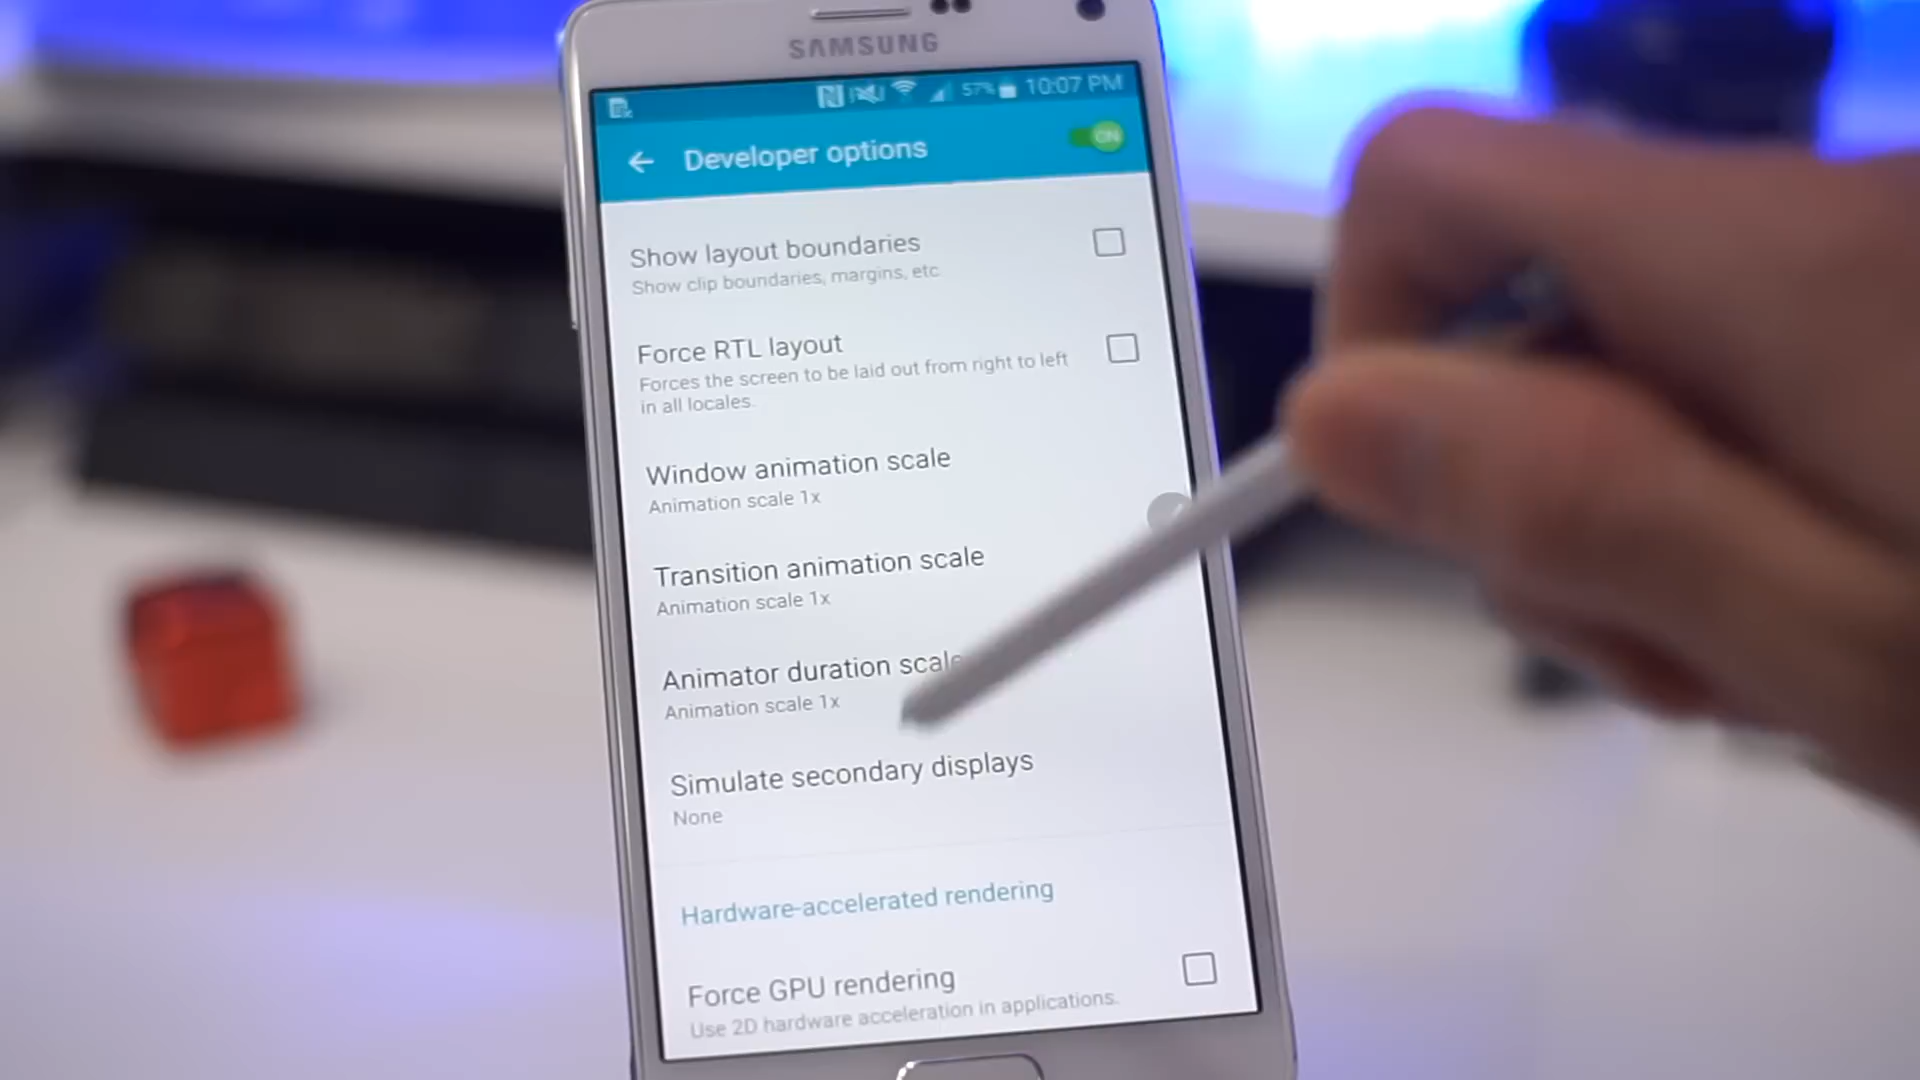 SAMSUNG
57% 10:07 PM
Developer options
ON
Show layout boundaries
Show clip boundaries, margins, etc
Force RTL layout
Forces the screen to be laid out from right to left
in all locales.
Window animation scale
Animation scale 1x
Transition animation scale
Animation scale 1x
Animator duration scale
Animation scale 1x
Simulate secondary displays
None
Hardware-accelerated rendering
Force GPU rendering
Use 2D hardware acceleration in applications.